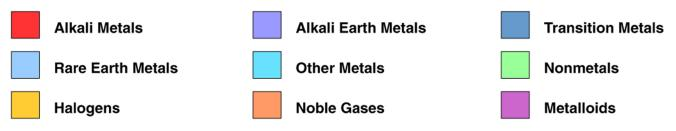 Alkali Metals Alkali Earth Metals Transition Metals
Rare Earth Metals Other Metals Nonmetals
Halogens Noble Gases Metalloids